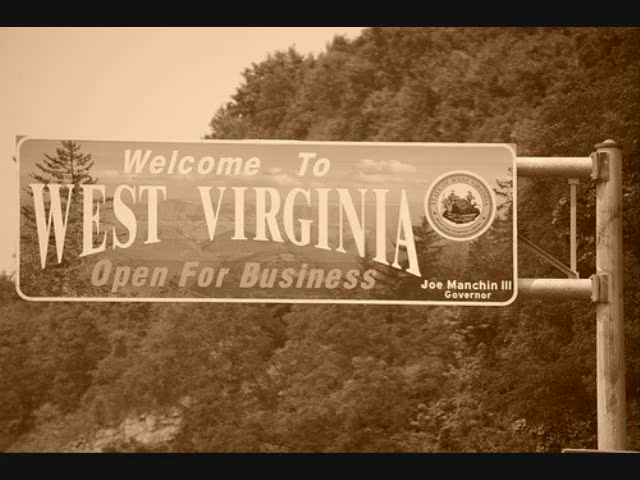 Welcome To
WEST VIRGINIA
Open For Business
Joe Manchin III
Governor